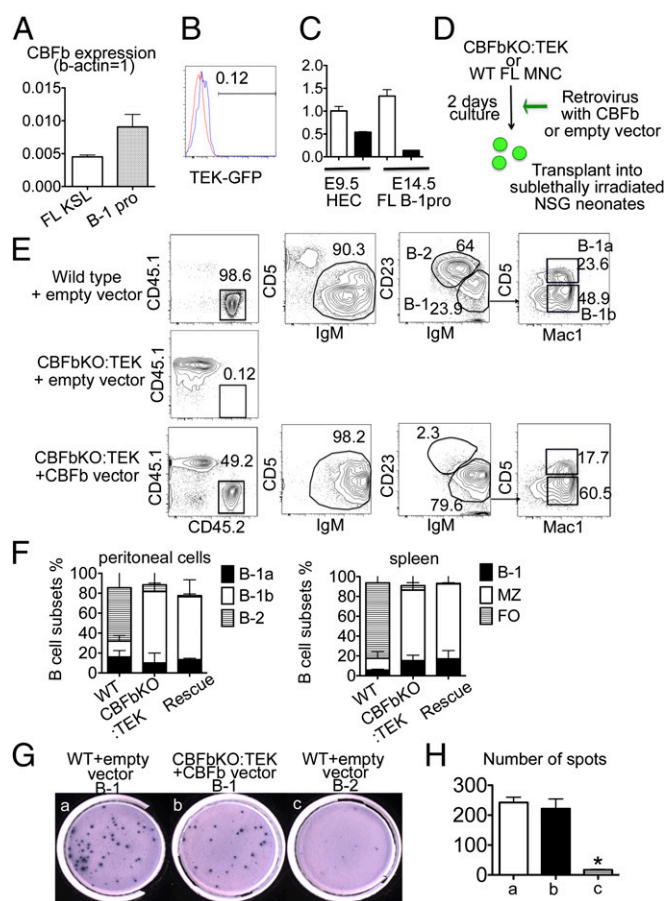 A
CBFb expression
(b-actin=1)
0.015
0.010
0.005
0.000
FL KSL
B-1 pro
B
0.12
TEK-GFP
C
2.0
1.5
1.0
0.5
0.0
E9.5
HEC
E14.5
FL B-1pro
D
CBFbKO:TEK
or
WT FL MNC
2 days
culture
Retrovirus
with CBFb
or empty vector
Transplant into
sublethally irradiated
NSG neonates
E
Wild type
+ empty vector
CD45.1
98.6
CD5
90.3
IgM
CD23
B-2
64
B-1
23.9
IgM
CD5
B-1a
23.6
48.9
B-1b
Mac1
CBFbKO:TEK
+ empty vector
CD45.1
0.12
CBFbKO:TEK
+CBFb vector
CD45.1
49.2
CD45.2
CD5
98.2
IgM
CD23
2.3
79.6
IgM
CD5
17.7
60.5
Mac1
F
peritoneal cells
B cell subsets %
100
80
60
40
20
0
WT
CBFbKO
:TEK
Rescue
B-1a
B-1b
B-2
spleen
B cell subsets %
100
80
60
40
20
0
WT
CBFbKO
:TEK
Rescue
B-1
MZ
FO
G
WT+empty
vector
B-1
CBFbKO:TEK
+CBFb vector
B-1
WT+empty
vector
B-2
a
b
c
H
Number of spots
300
200
100
0
*
a
b
c